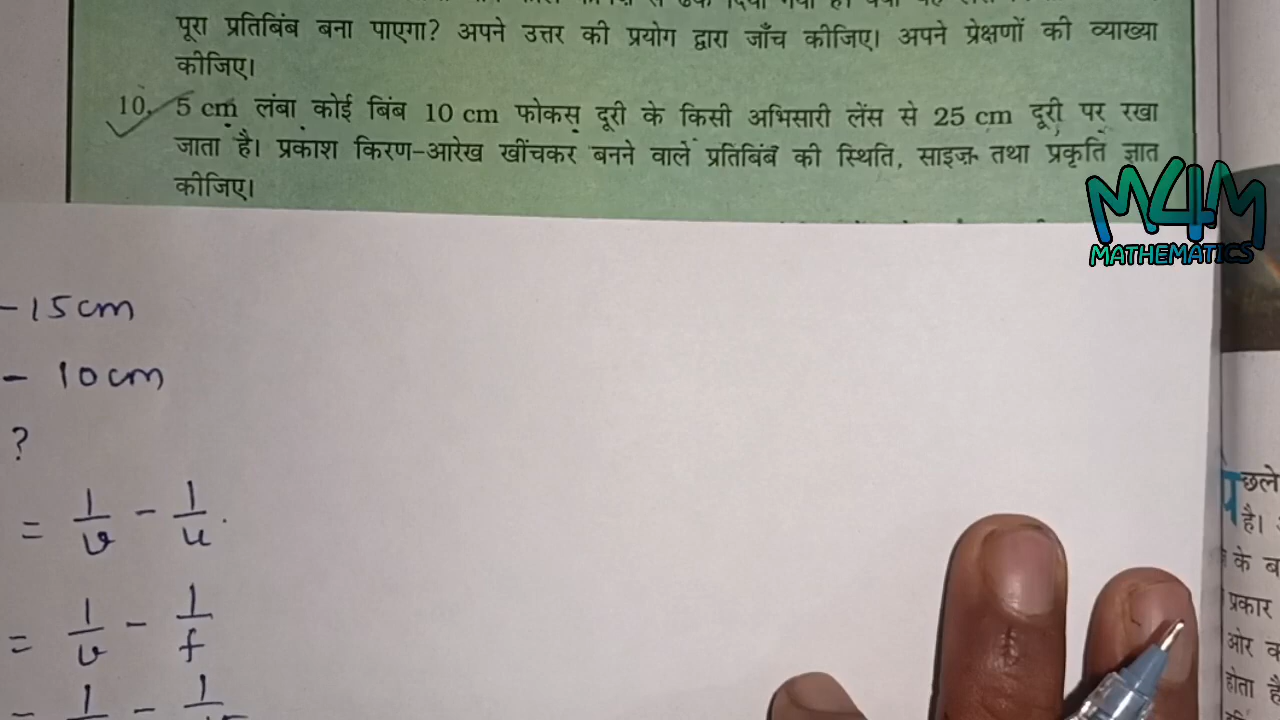 पूरा प्रतिबिंब बना पाएगा? अपने उत्तर की प्रयोग द्वारा जाँच कीजिए। अपने प्रेक्षणों की व्याख्या
कीजिए।
10. 5 cm लंबा कोई बिंब 10 cm फोकस दूरी के किसी अभिसारी लेंस से 25 cm दूरी पर रखा
जाता है। प्रकाश किरण-आरेख खींचकर बनने वाले प्रतिबिंब की स्थिति, साइज़ तथा प्रकृति ज्ञात
कीजिए।
M4M
MATHEMATICS
-15cm
- 10cm
?
= 1/v - 1/u
= 1/v - 1/f
छले
है।
के
प्रकार
ओर
होता